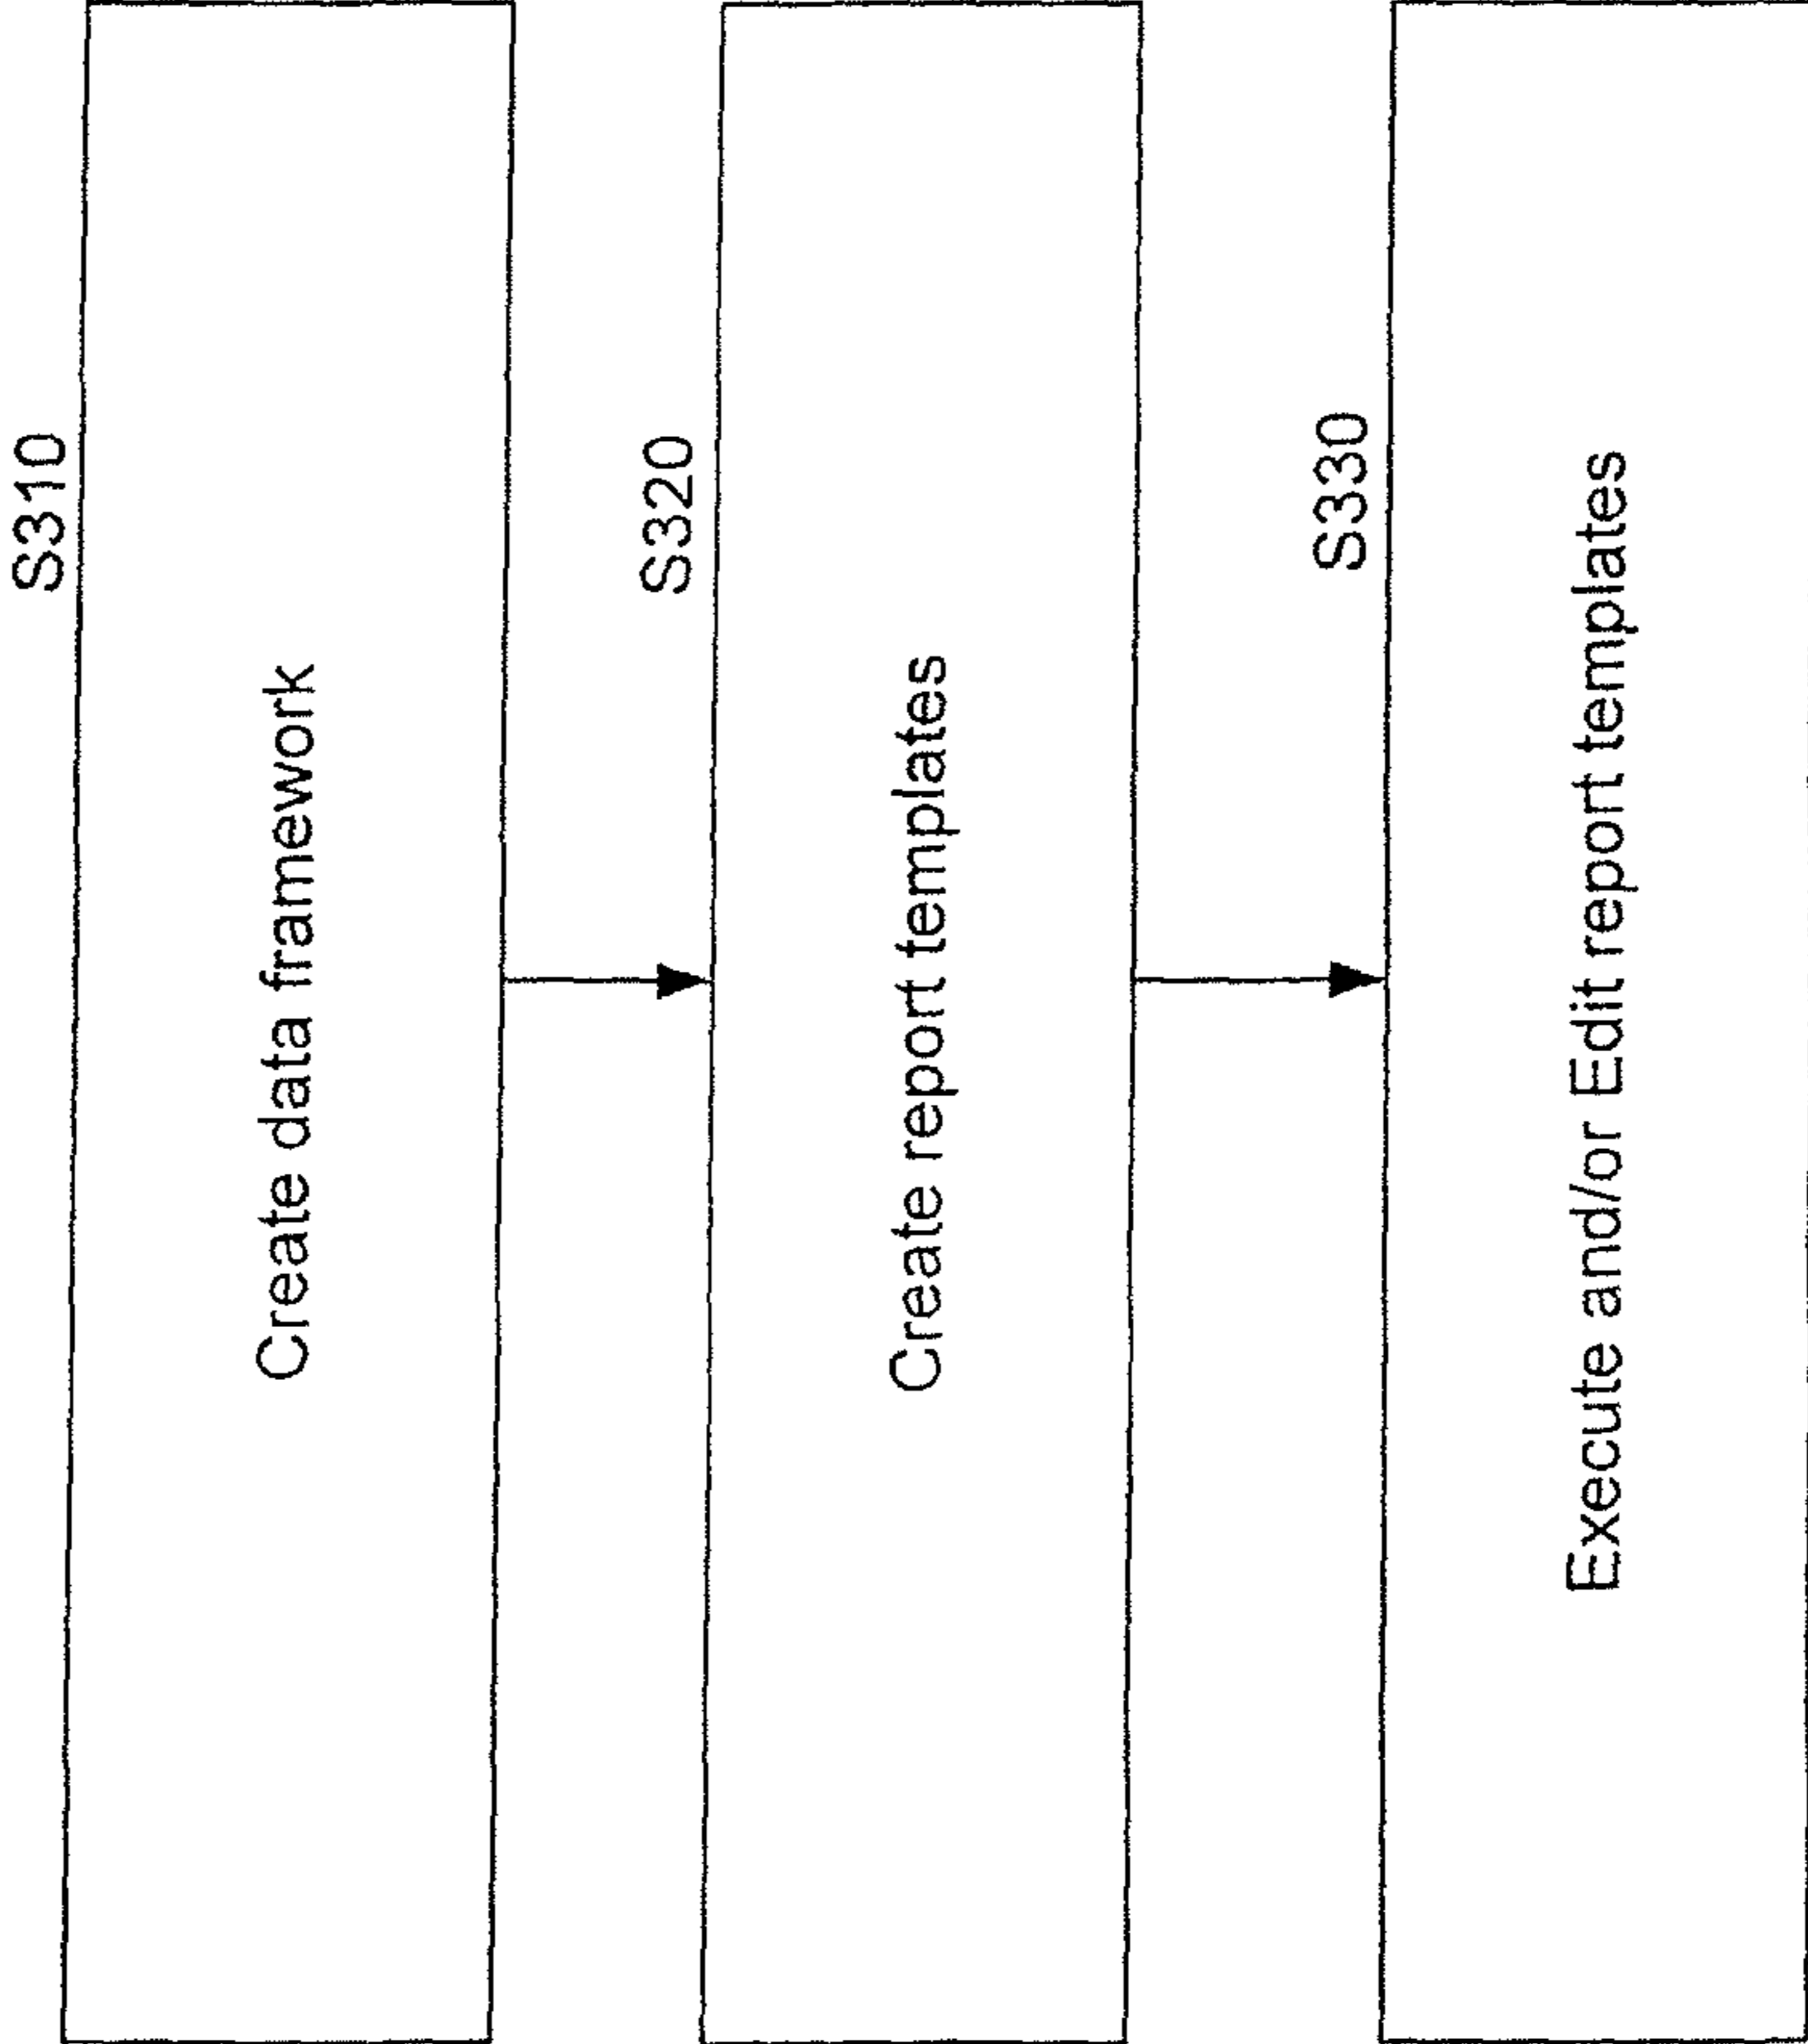 S310
Create data framework
S320
Create report templates
S330
Execute and/or Edit report templates